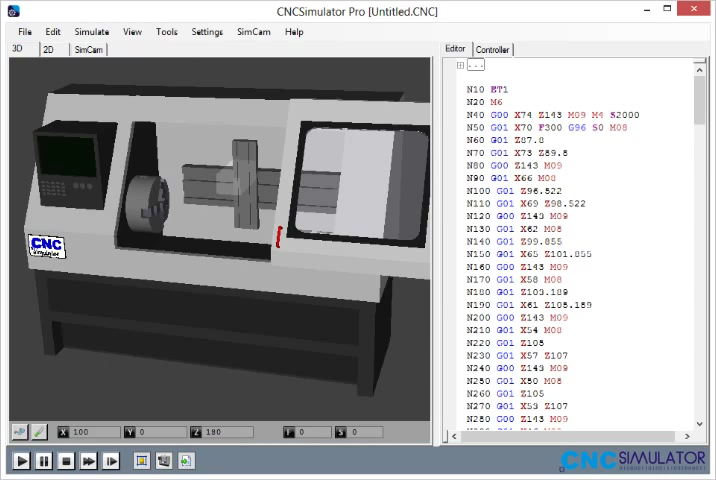 CNCSimulator Pro [Untitled.CNC]
File Edit Simulate View Tools Settings SimCam Help
3D 2D SimCam
Editor Controller
...
N10 ET1
N20 M6
N40 G00 X74 Z143 M09 M4 S2000
N50 G01 X70 F300 G96 S0 M08
N60 G01 Z87.8
N70 G01 X73 Z89.8
N80 G00 Z143 M09
N90 G01 X66 M08
N100 G01 Z96.522
N110 G01 X69 Z98.522
N120 G00 Z143 M09
N130 G01 X62 M08
N140 G01 Z99.855
N150 G01 X65 Z101.855
N160 G00 Z143 M09
N170 G01 X58 M08
N180 G01 Z103.189
N190 G01 X61 Z105.189
N200 G00 Z143 M09
N210 G01 X54 M08
N220 G01 Z105
N230 G01 X57 Z107
N240 G00 Z143 M09
N250 G01 X50 M08
N260 G01 Z105
N270 G01 X53 Z107
N280 G00 Z143 M09
CNC
Simulator
X 100 Y 0 Z 180 F 0 S 0
CNCSIMULATOR